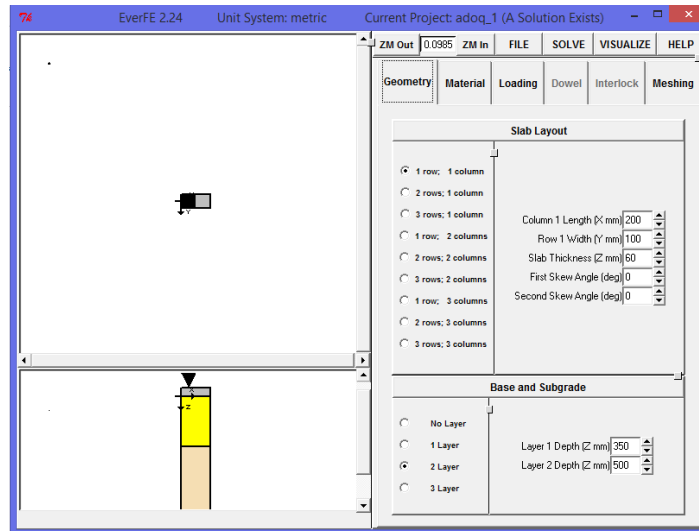 EverFE 2.24 Unit System: metric Current Project: adoq_1 (A Solution Exists)
ZM Out 0.0985 ZM In FILE SOLVE VISUALIZE HELP
Geometry Material Loading Dowel Interlock Meshing
Slab Layout
1 row; 1 column
2 rows; 1 column
3 rows; 1 column
1 row; 2 columns
2 rows; 2 columns
3 rows; 2 columns
1 row; 3 columns
2 rows; 3 columns
3 rows; 3 columns
Column 1 Length (X mm) 200
Row 1 Width (Y mm) 100
Slab Thickness (Z mm) 60
First Skew Angle (deg) 0
Second Skew Angle (deg) 0
Y
Base and Subgrade
No Layer
1 Layer
2 Layer
3 Layer
Layer 1 Depth (Z mm) 350
Layer 2 Depth (Z mm) 500
X
Z